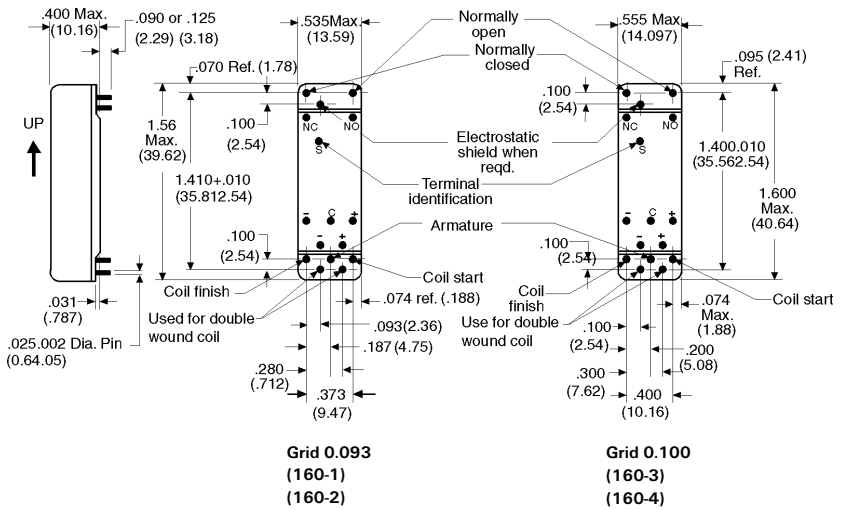 .400 Max.
(10.16)
.090 or .125
(2.29) (3.18)
UP
.031
(.787)
.025.002 Dia. Pin
(0.64.05)
.535Max.
(13.59)
.070 Ref. (1.78)
.100
(2.54)
1.56
Max.
(39.62)
1.410+.010
(35.812.54)
.100
(2.54)
NC
NO
S
- C +
- +
Coil finish
Used for double
wound coil
Coil start
.074 ref. (.188)
.093(2.36)
.187 (4.75)
.280
(.712)
.373
(9.47)
Normally
open
Normally
closed
Electrostatic
shield when
reqd.
Terminal
identification
Armature
.555 Max
(14.097)
.095 (2.41)
Ref.
.100
(2.54)
NC
NO
S
1.400.010
(35.562.54)
1.600
Max.
(40.64)
- C +
- +
.100
(2.54)
Coil
finish
Use for double
wound coil
Coil start
.074
Max.
(1.88)
.100
(2.54)
.200
(5.08)
.300
(7.62)
.400
(10.16)
Grid 0.093
(160-1)
(160-2)
Grid 0.100
(160-3)
(160-4)